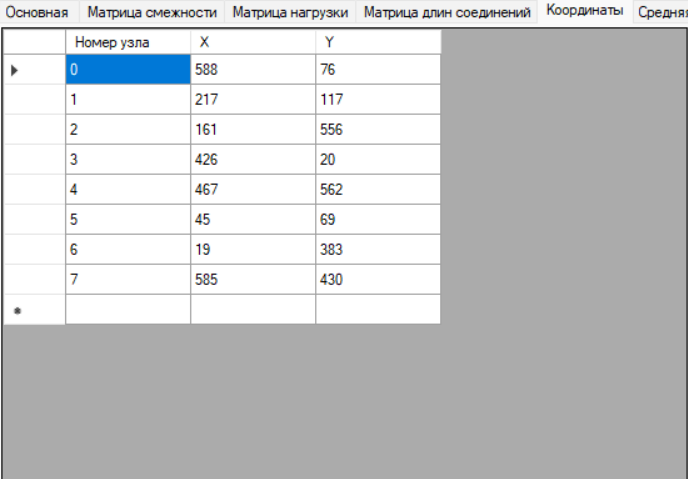 Основная Матрица смежности Матрица нагрузки Матрица длин соединений Координаты Средняя
Номер узла X Y
0 588 76
1 217 117
2 161 556
3 426 20
4 467 562
5 45 69
6 19 383
7 585 430